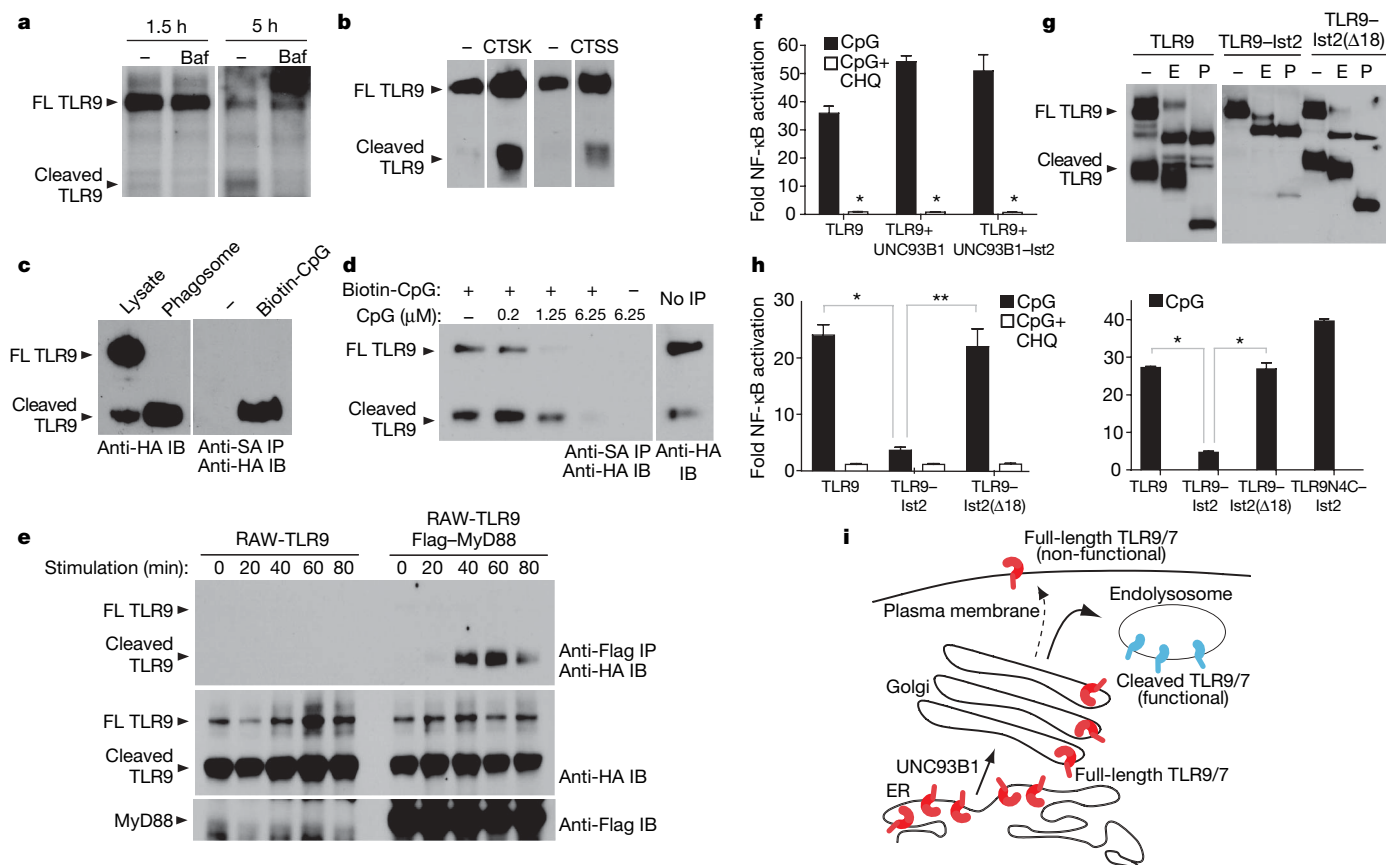 a
1.5 h 5 h
– Baf – Baf
FL TLR9
Cleaved
TLR9
b
– CTSK – CTSS
FL TLR9
Cleaved
TLR9
c
Lysate Phagosome – Biotin-CpG
FL TLR9
Cleaved
TLR9
Anti-HA IB Anti-SA IP
Anti-HA IB
d
Biotin-CpG: + + + + – No IP
CpG (μM): – 0.2 1.25 6.25 6.25
FL TLR9
Cleaved
TLR9
Anti-SA IP
Anti-HA IB
Anti-HA
IB
e
RAW-TLR9
RAW-TLR9
Flag–MyD88
Stimulation (min): 0 20 40 60 80 0 20 40 60 80
FL TLR9
Cleaved
TLR9
Anti-Flag IP
Anti-HA IB
FL TLR9
Cleaved
TLR9
Anti-HA IB
MyD88
Anti-Flag IB
f
Fold NF-κB activation
60
50
40
30
20
10
0
CpG
CpG+
CHQ
* * *
TLR9 TLR9+
UNC93B1
TLR9+
UNC93B1–Ist2
g
TLR9 TLR9–Ist2 TLR9–
Ist2(Δ18)
– E P – E P – E P
FL TLR9
Cleaved
TLR9
h
Fold NF-κB activation
30
20
10
0
* **
CpG
CpG+
CHQ
TLR9 TLR9–
Ist2
TLR9–
Ist2(Δ18)
40
30
20
10
0
CpG
* *
TLR9 TLR9–
Ist2
TLR9–
Ist2(Δ18)
TLR9N4C–
Ist2
i
Full-length TLR9/7
(non-functional)
Plasma membrane
Endolysosome
Cleaved TLR9/7
(functional)
Golgi
UNC93B1
Full-length TLR9/7
ER